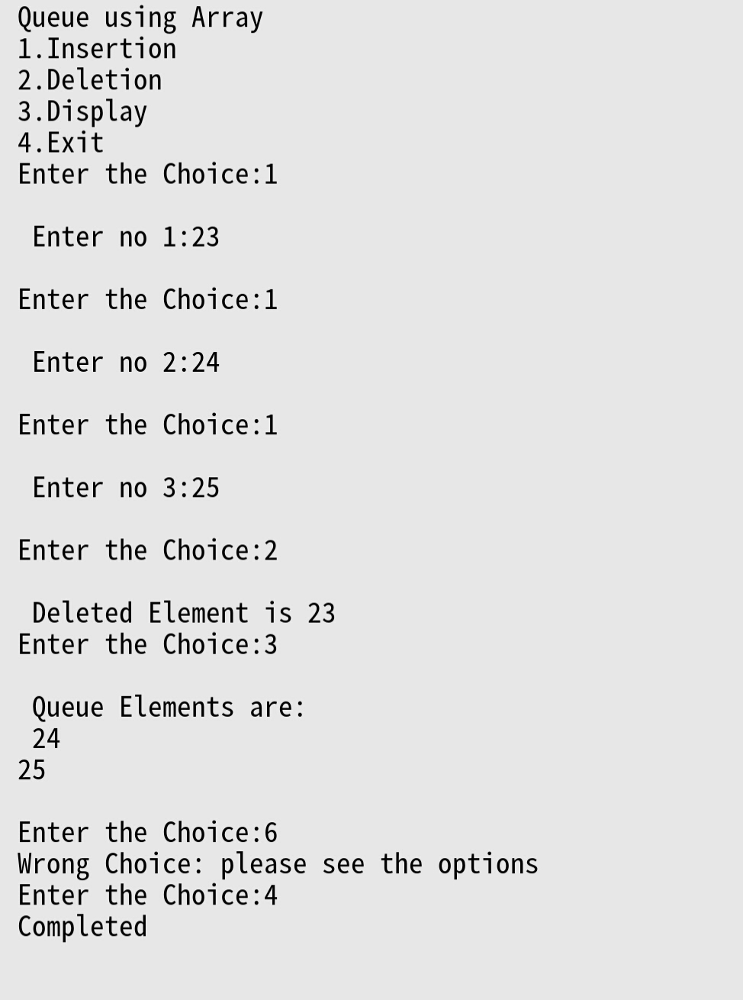 Queue using Array
1.Insertion
2.Deletion
3.Display
4.Exit
Enter the Choice:1
Enter no 1:23
Enter the Choice:1
Enter no 2:24
Enter the Choice:1
Enter no 3:25
Enter the Choice:2
Deleted Element is 23
Enter the Choice:3
Queue Elements are:
24
25
Enter the Choice:6
Wrong Choice: please see the options
Enter the Choice:4
Completed